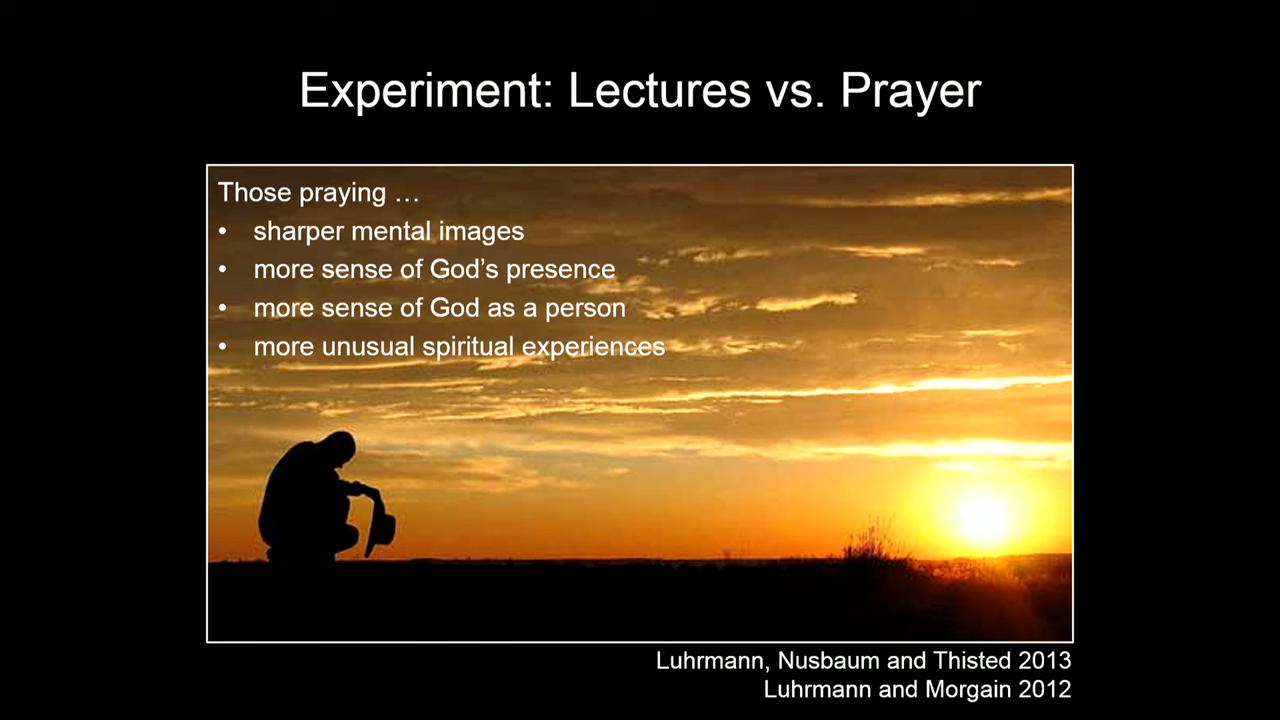 Experiment: Lectures vs. Prayer
Those praying …
• sharper mental images
• more sense of God’s presence
• more sense of God as a person
• more unusual spiritual experiences
Luhrmann, Nusbaum and Thisted 2013
Luhrmann and Morgain 2012